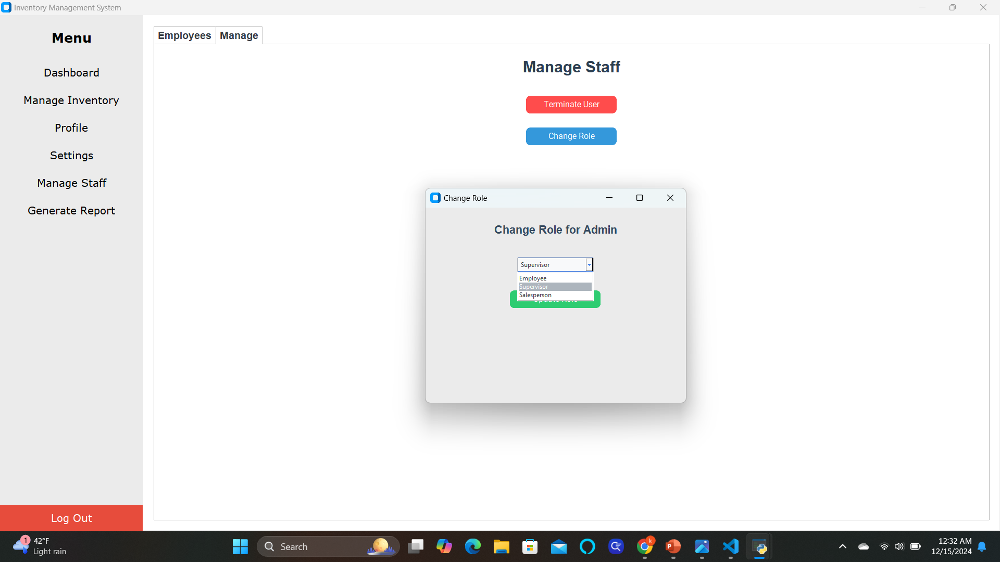 Inventory Management System
Menu
Dashboard
Manage Inventory
Profile
Settings
Manage Staff
Generate Report
Log Out
Employees Manage
Manage Staff
Terminate User
Change Role
Change Role
Change Role for Admin
Supervisor
Employee
Supervisor
Salesperson
1
42°F
Light rain
Search
k
P
12:32 AM
12/15/2024